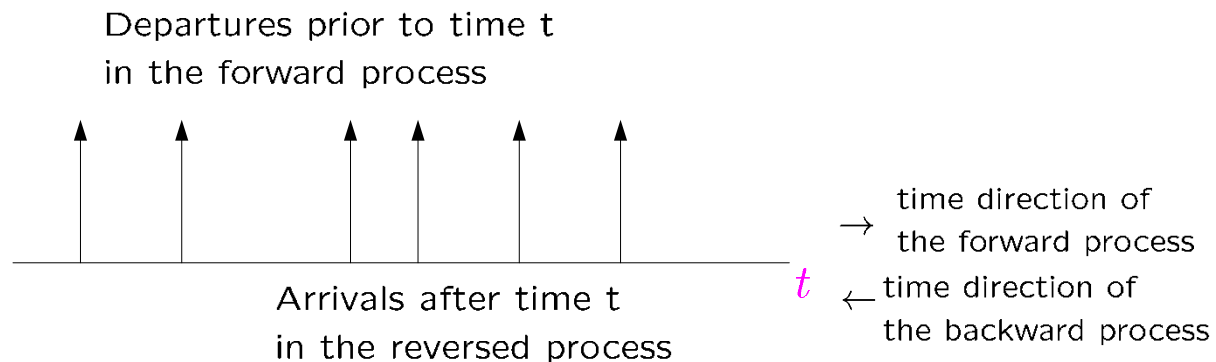 Departures prior to time t
in the forward process
time direction of
→ the forward process
t
Arrivals after time t
in the reversed process
← time direction of
the backward process